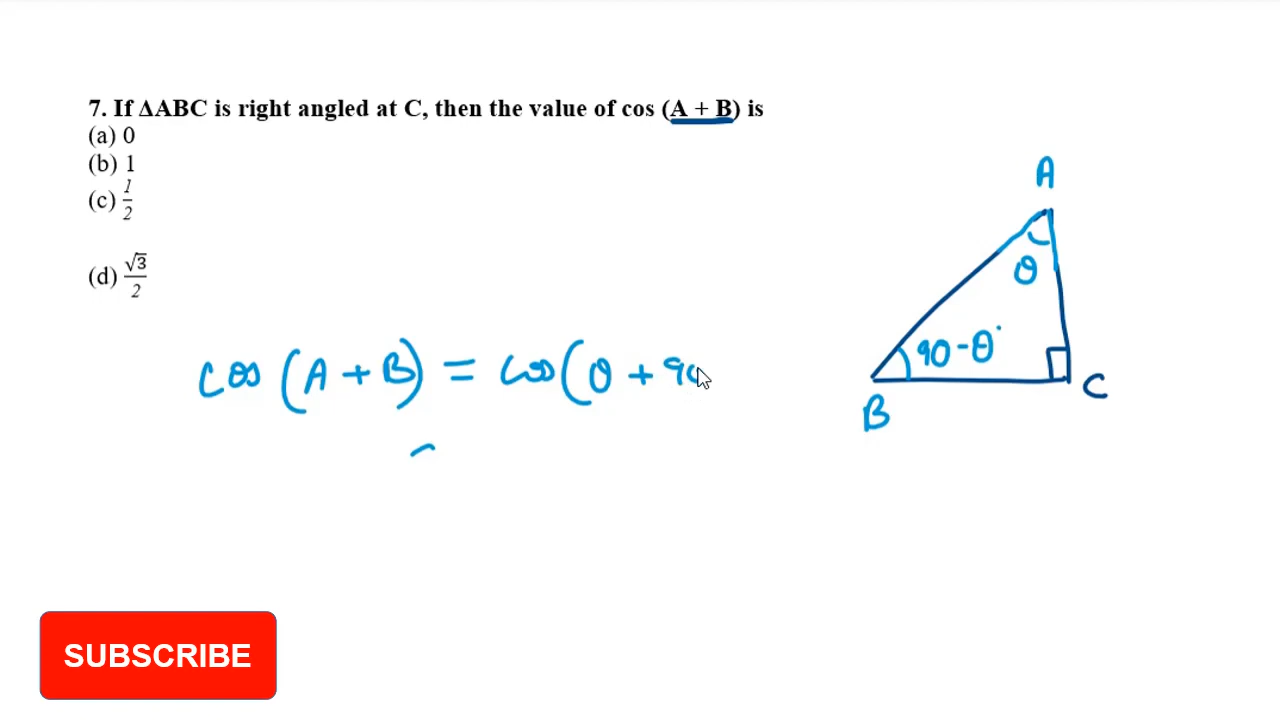 7. If ΔABC is right angled at C, then the value of cos (A + B) is
(a) 0
(b) 1
(c) 1/2
(d) √3/2
A
θ
90-θ°
cos (A + B) = cos (θ + 90
C
B
SUBSCRIBE